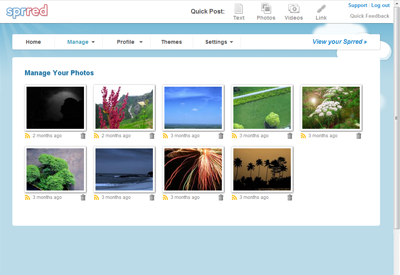 sprred
Quick Post:
Text
Photos
Videos
Link
Support
Log out
Quick Feedback
Home
Manage
Profile
Themes
Settings
View your Sprred »
Manage Your Photos
2 months ago
2 months ago
3 months ago
3 months ago
3 months ago
3 months ago
3 months ago
3 months ago
3 months ago